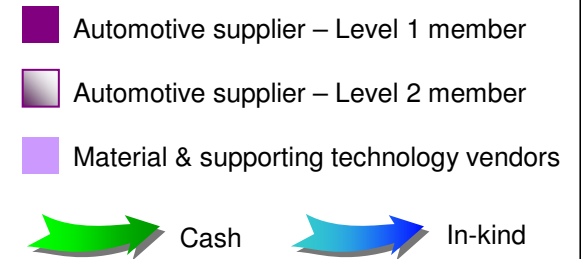 Automotive supplier – Level 1 member
Automotive supplier – Level 2 member
Material & supporting technology vendors
Cash In-kind